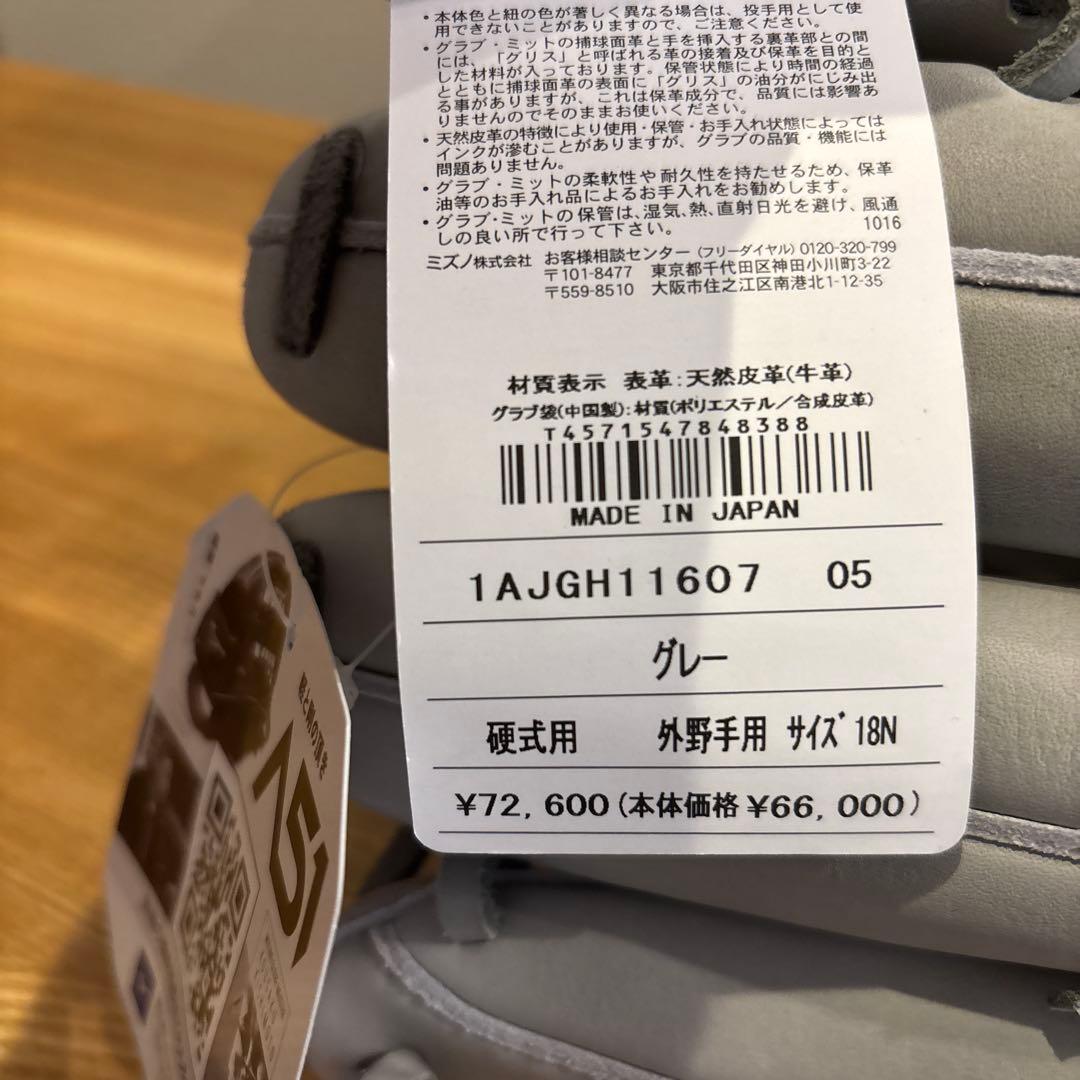 ・本体色と紐の色が著しく異なる場合は、投手用として使
用できないことがありますので、ご注意ください。
・グラブ・ミットの捕球面革と手を挿入する裏革部との間
には、「グリス」と呼ばれる革の接着及び保革を目的と
した材料が入っております。保管状態により時間の経過
とともに捕球面革の表面に「グリス」の油分がにじみ出
る事がありますが、これは保革成分で、品質には影響あ
りませんのでそのままお使いください。
・天然皮革の特徴により使用・保管・お手入れ状態によっては
インクが滲むことがありますが、グラブの品質・機能には
問題ありません。
・グラブ・ミットの柔軟性や耐久性を持たせるため、保革
油等のお手入れ品によるお手入れをお勧めします。
・グラブ・ミットの保管は、湿気、熱、直射日光を避け、風通
しの良い所で行って下さい。 1016
ミズノ株式会社 お客様相談センター (フリーダイヤル) 0120-320-799
〒101-8477 東京都千代田区神田小川町3-22
〒559-8510 大阪市住之江区南港北1-12-35
材質表示 表革:天然皮革(牛革)
グラブ袋(中国製):材質(ポリエステル/合成皮革)
T4571547848388
MADE IN JAPAN
1AJGH11607 05
グレー
硬式用 外野手用 サイズ 18N
¥72,600(本体価格¥66,000)
51